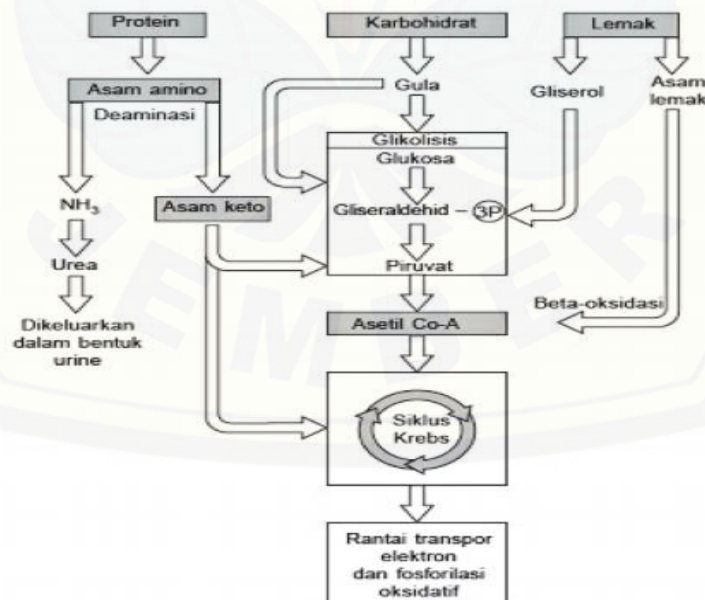 Protein
Karbohidrat
Lemak
Asam amino
Deaminasi
Gula
Gliserol
Asam
lemak
Glikolisis
Glukosa
NH₃
Asam keto
Gliseraldehid – 3P
Urea
Piruvat
Dikeluarkan
dalam bentuk
urine
Asetil Co-A
Beta-oksidasi
Siklus
Krebs
Rantai transpor
elektron
dan fosforilasi
oksidatif
JEMBER